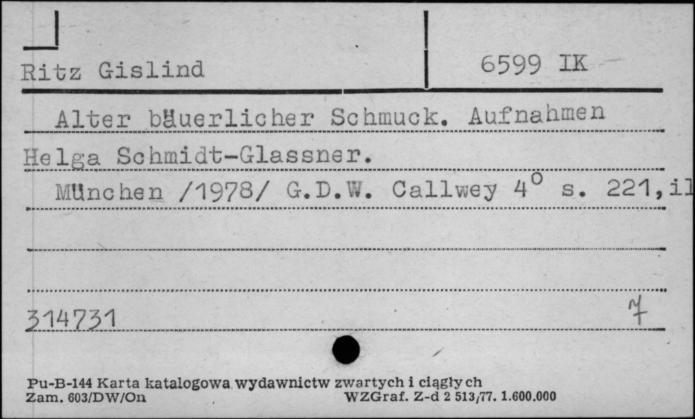 Ritz Gislind 6599 IK
Alter bäuerlicher Schmuck. Aufnahmen
Helga Schmidt-Glassner.
München /1978/ G.D.W. Callwey 4° s. 221,il
314731 7
Pu-B-144 Karta katalogowa wydawnictw zwartych i ciągłych
Zam. 603/DW/On WZGraf. Z-d 2 513/77. 1.600.000